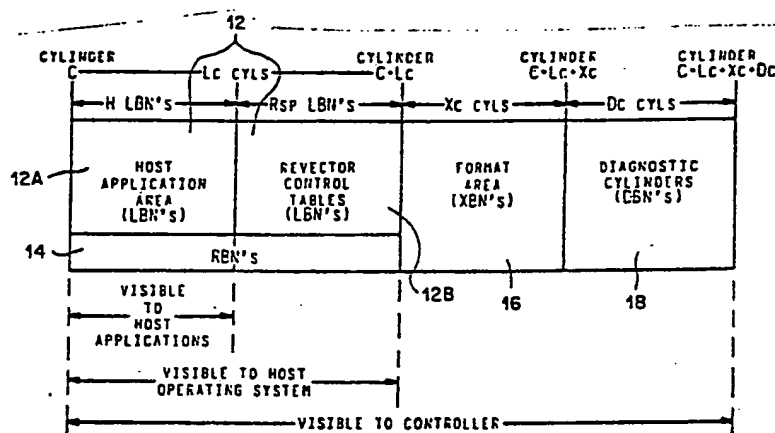 12
CYLINDER CYLINDER CYLINDER CYLINDER
C LC CYLS C+LC C+LC+XC C+LC+XC+DC
H LBN'S RSP LBN'S XC CYLS DC CYLS
12A
HOST APPLICATION AREA (LBN'S)
REVECTOR CONTROL TABLES (LBN'S)
FORMAT AREA (XBN'S)
DIAGNOSTIC CYLINDERS (DBN'S)
14
RBN'S
12B
16
18
VISIBLE TO HOST APPLICATIONS
VISIBLE TO HOST OPERATING SYSTEM
VISIBLE TO CONTROLLER